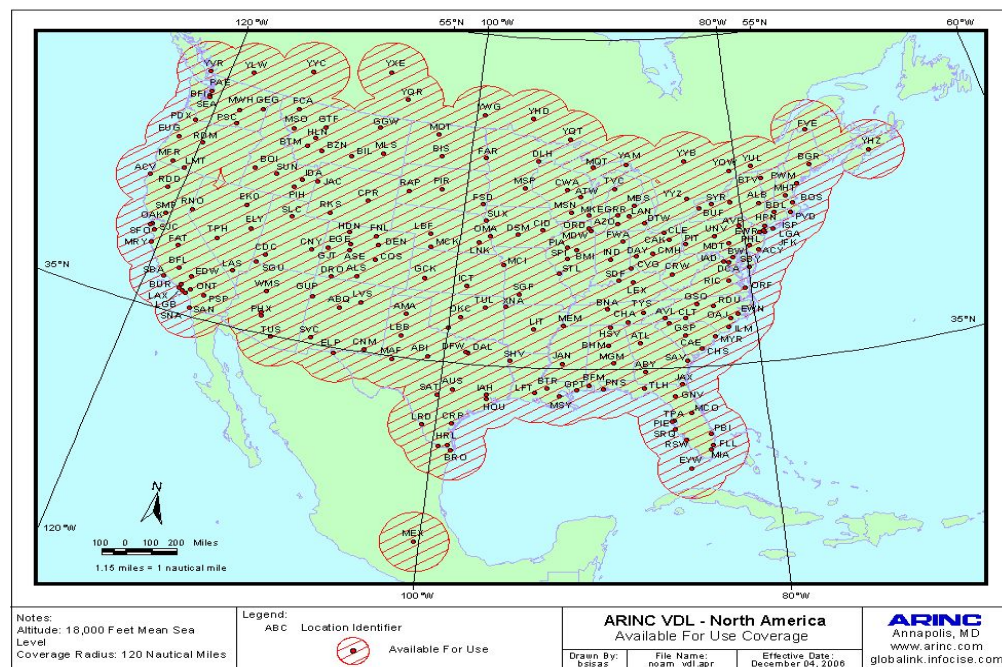 120°W 55°N 100°W 80°W 55°N 60°W
YVR YLW YYC YXE
PAE
BFI
SEA
YQR
MWH GEG FCA YWG YHD FVE
PDX PSC MSO GTF GGW MOT YQT YHZ
EUG RDM HLN
BTM BZN BIL MLS BIS FAR DLH MQT YAM YYB YOW YUL BGR
MFR LMT BOI SUN IDA
ACV RDD JAC CPR RAP PIR MSP CWA ATW TVC YYZ BTV PWM
EKO PIH RKS FSD MSN MKE GRR MBS SYR ALB MHT BOS
SMF RNO SLC SUX LAN BUF BDL
OAK ELY HDN FNL LBF OMA DSM CID ORD AZO DTW AVP HPN PVD
SFO SJC TPH CNY EGE DEN MCK MDW FWA CLE UNV EWR ISP
MRY FAT CDC GJT ASE COS LNK PIA CAK PIT MDT PHL LGA
JFK
BFL LAS SGU DRO ALS GCK MCI SPI BMI IND DAY CMH IAD BWI ACY
35°N SBA EDW STL CVG CRW DCA SBY
BUR ONT WMS GUP ICT SDF LEX RIC ORF
LAX PSP ABQ LVS AMA TUL XNA SGF BNA TYS GSO RDU EWN
LGB SAN PHX OKC CHA AVL CLT OAJ
SNA TUS SVC LBB LIT MEM HSV ATL GSP ILM 35°N
ELP CNM MAF ABI DFW DAL SHV JAN BHM CAE MYR
MGM ABY SAV CHS
SAT AUS IAH LFT BTR GPT BFM PNS TLH JAX
HOU MSY GNV
LRD CRP TPA MCO
HRL PIE PBI
BRO SRQ FLL
RSW MIA
EYW
N
120°W
MEX
100 0 100 200 Miles
1.15 miles = 1 nautical mile
100°W 80°W
Notes:
Altitude: 18,000 Feet Mean Sea
Level
Coverage Radius: 120 Nautical Miles
Legend:
ABC Location Identifier
Available For Use
ARINC VDL - North America
Available For Use Coverage
Drawn By:
bsisas
File Name:
noam_vdl.apr
Effective Date:
December 04, 2006
ARINC
Annapolis, MD
www.arinc.com
globalink.infocise.com